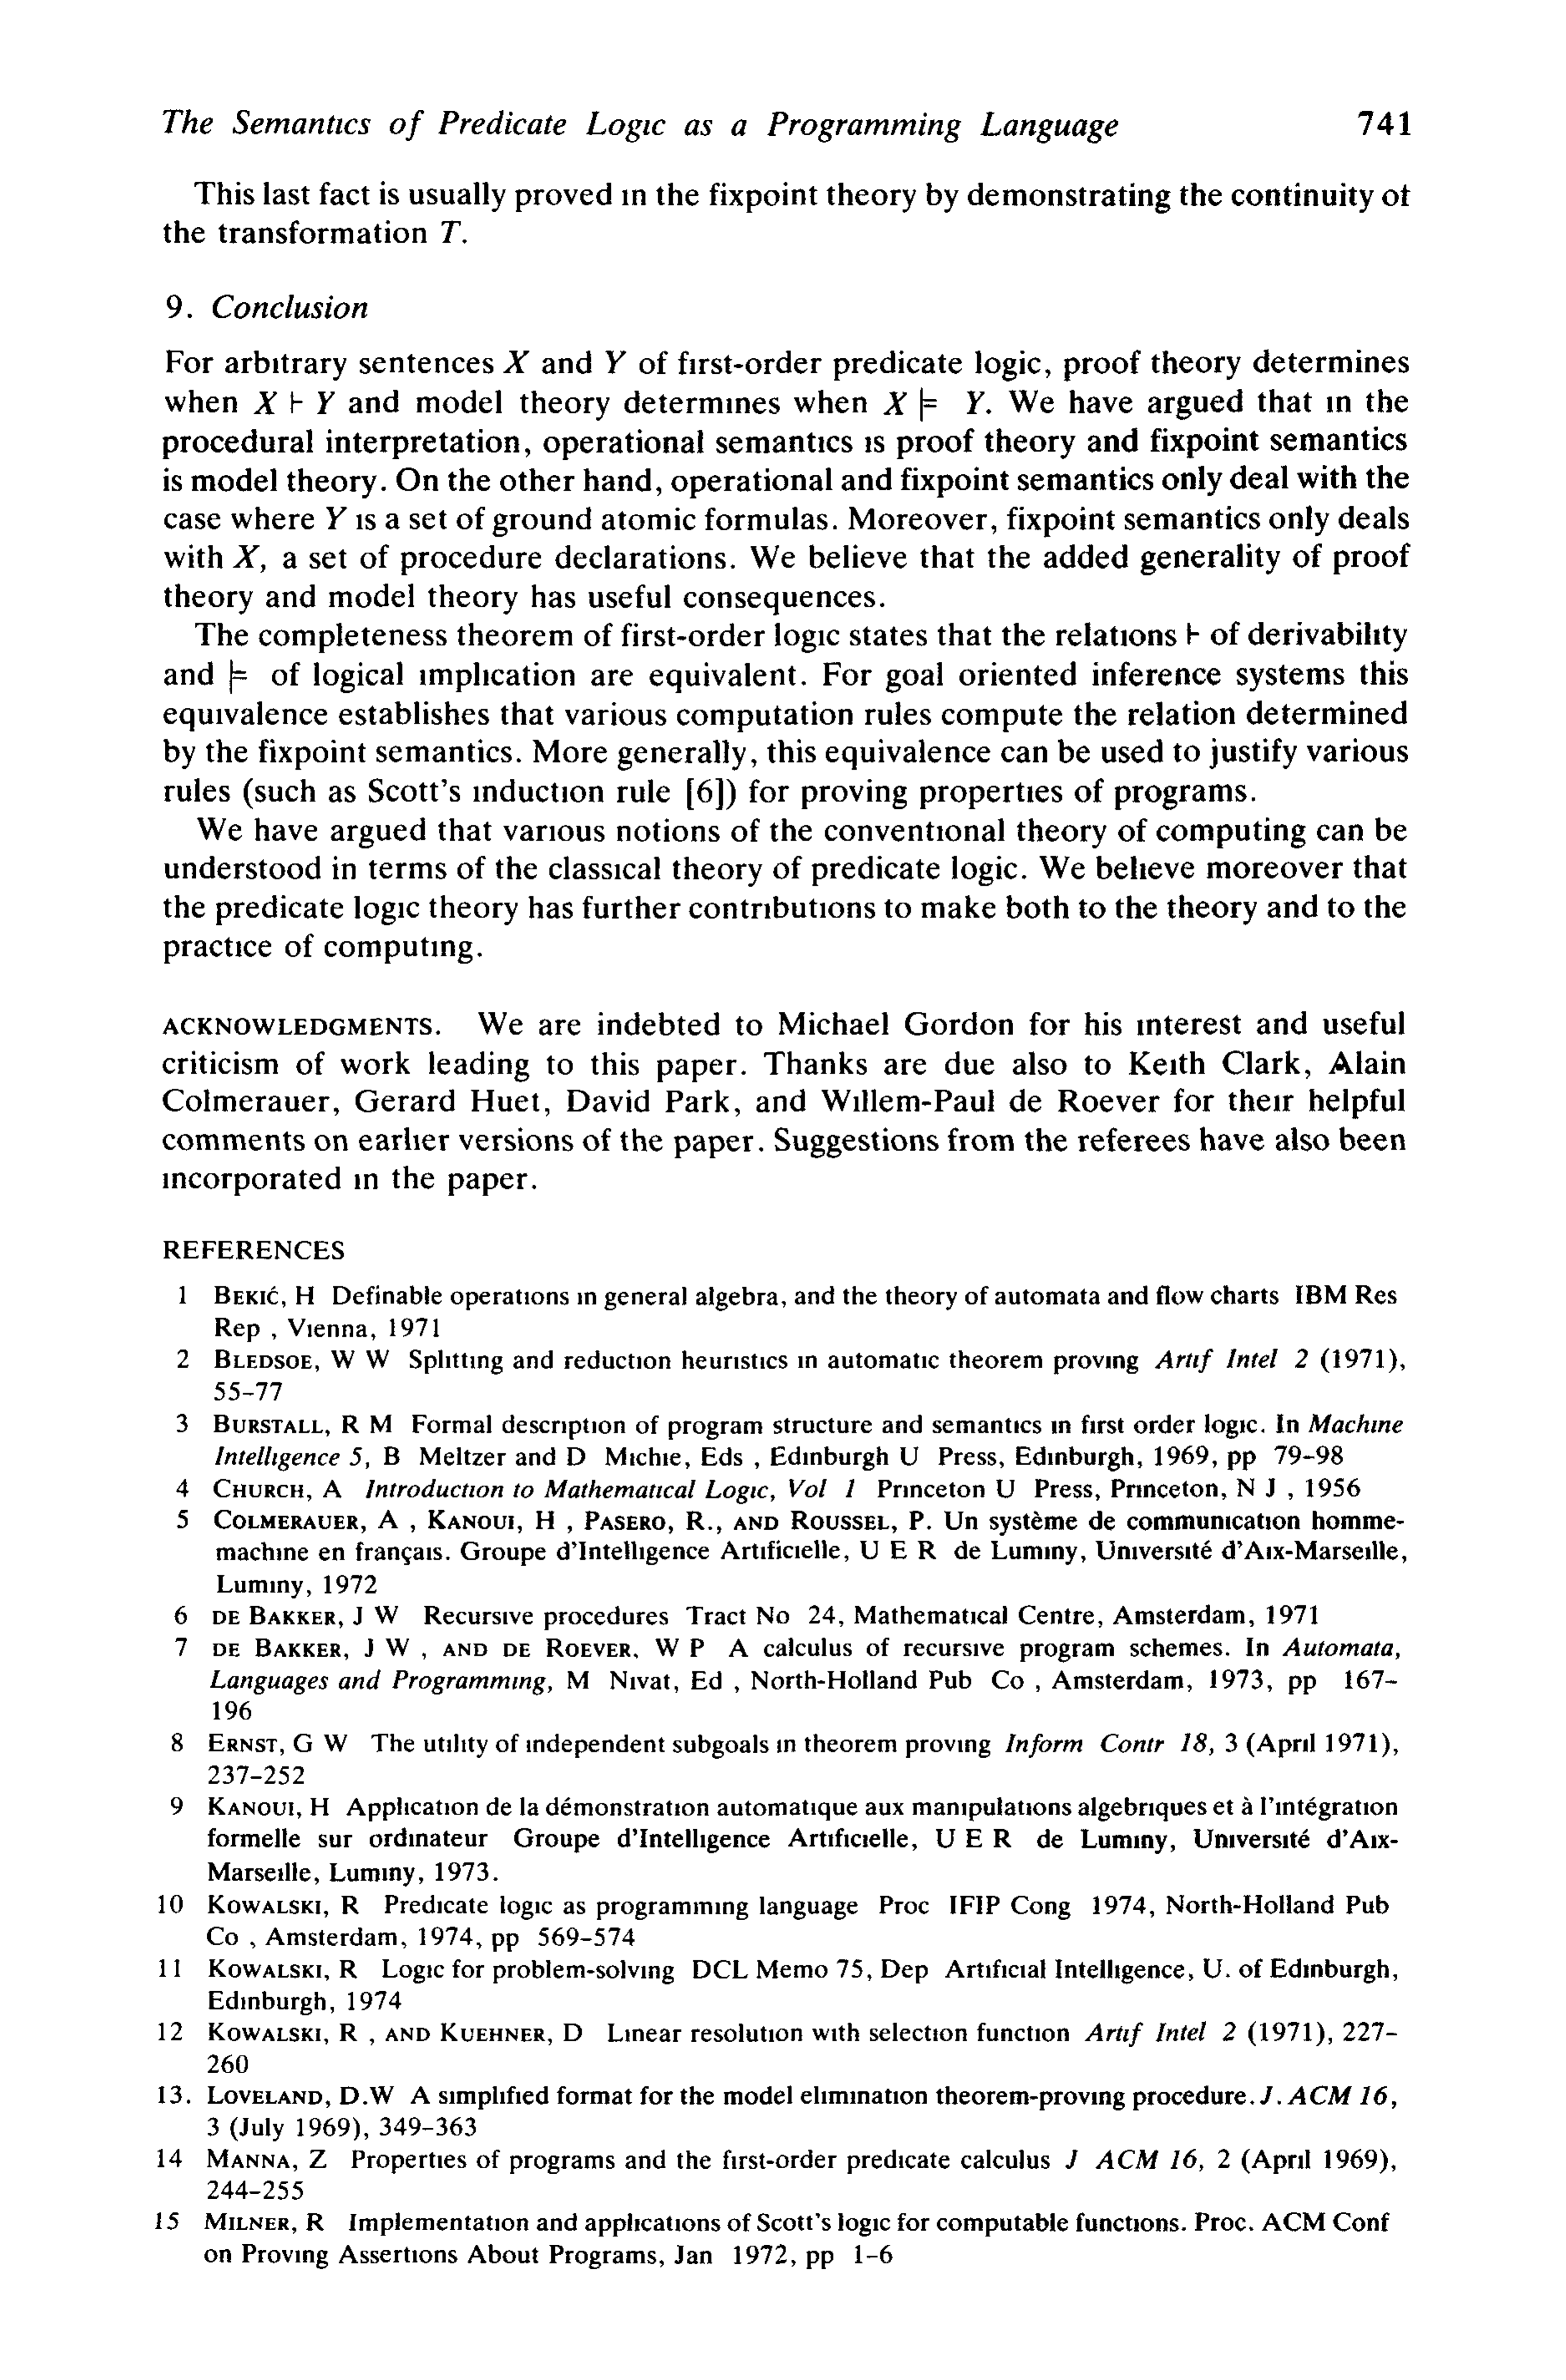 The Semantics of Predicate Logic as a Programming Language 741
This last fact is usually proved in the fixpoint theory by demonstrating the continuity of
the transformation T.
9. Conclusion
For arbitrary sentences X and Y of first-order predicate logic, proof theory determines
when X ⊢ Y and model theory determines when X ⊨ Y. We have argued that in the
procedural interpretation, operational semantics is proof theory and fixpoint semantics
is model theory. On the other hand, operational and fixpoint semantics only deal with the
case where Y is a set of ground atomic formulas. Moreover, fixpoint semantics only deals
with X, a set of procedure declarations. We believe that the added generality of proof
theory and model theory has useful consequences.
The completeness theorem of first-order logic states that the relations ⊢ of derivability
and ⊨ of logical implication are equivalent. For goal oriented inference systems this
equivalence establishes that various computation rules compute the relation determined
by the fixpoint semantics. More generally, this equivalence can be used to justify various
rules (such as Scott's induction rule [6]) for proving properties of programs.
We have argued that various notions of the conventional theory of computing can be
understood in terms of the classical theory of predicate logic. We believe moreover that
the predicate logic theory has further contributions to make both to the theory and to the
practice of computing.
ACKNOWLEDGMENTS. We are indebted to Michael Gordon for his interest and useful
criticism of work leading to this paper. Thanks are due also to Keith Clark, Alain
Colmerauer, Gerard Huet, David Park, and Willem-Paul de Roever for their helpful
comments on earlier versions of the paper. Suggestions from the referees have also been
incorporated in the paper.
REFERENCES
1 BEKIĆ, H Definable operations in general algebra, and the theory of automata and flow charts IBM Res
Rep , Vienna, 1971
2 BLEDSOE, W W Splitting and reduction heuristics in automatic theorem proving Artif Intel 2 (1971),
55-77
3 BURSTALL, R M Formal description of program structure and semantics in first order logic. In Machine
Intelligence 5, B Meltzer and D Michie, Eds , Edinburgh U Press, Edinburgh, 1969, pp 79-98
4 CHURCH, A Introduction to Mathematical Logic, Vol 1 Princeton U Press, Princeton, N J , 1956
5 COLMERAUER, A , KANOUI, H , PASERO, R., AND ROUSSEL, P. Un système de communication homme-
machine en français. Groupe d'Intelligence Artificielle, U E R de Luminy, Université d'Aix-Marseille,
Luminy, 1972
6 DE BAKKER, J W Recursive procedures Tract No 24, Mathematical Centre, Amsterdam, 1971
7 DE BAKKER, J W , AND DE ROEVER, W P A calculus of recursive program schemes. In Automata,
Languages and Programming, M Nivat, Ed , North-Holland Pub Co , Amsterdam, 1973, pp 167-
196
8 ERNST, G W The utility of independent subgoals in theorem proving Inform Contr 18, 3 (April 1971),
237-252
9 KANOUI, H Application de la démonstration automatique aux manipulations algebriques et à l'intégration
formelle sur ordinateur Groupe d'Intelligence Artificielle, U E R de Luminy, Université d'Aix-
Marseille, Luminy, 1973.
10 KOWALSKI, R Predicate logic as programming language Proc IFIP Cong 1974, North-Holland Pub
Co , Amsterdam, 1974, pp 569-574
11 KOWALSKI, R Logic for problem-solving DCL Memo 75, Dep Artificial Intelligence, U. of Edinburgh,
Edinburgh, 1974
12 KOWALSKI, R , AND KUEHNER, D Linear resolution with selection function Artif Intel 2 (1971), 227-
260
13. LOVELAND, D.W A simplified format for the model elimination theorem-proving procedure. J. ACM 16,
3 (July 1969), 349-363
14 MANNA, Z Properties of programs and the first-order predicate calculus J ACM 16, 2 (April 1969),
244-255
15 MILNER, R Implementation and applications of Scott's logic for computable functions. Proc. ACM Conf
on Proving Assertions About Programs, Jan 1972, pp 1-6